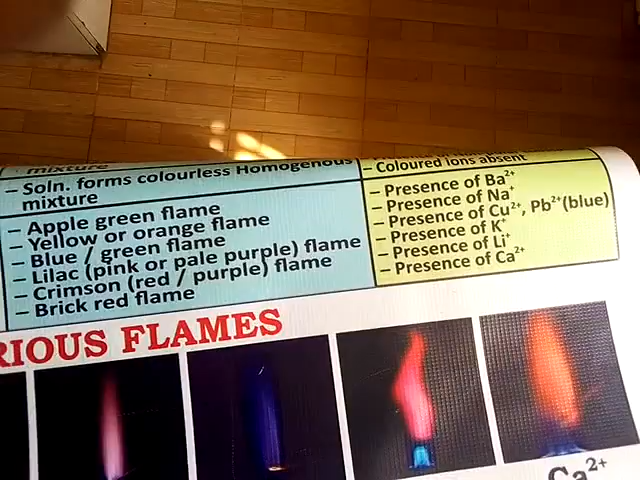 mixture
– Soln. forms colourless Homogenous
mixture
– Apple green flame
– Yellow or orange flame
– Blue / green flame
– Lilac (pink or pale purple) flame
– Crimson (red / purple) flame
– Brick red flame
– Coloured ions absent
– Presence of Ba²⁺
– Presence of Na⁺
– Presence of Cu²⁺, Pb²⁺(blue)
– Presence of K⁺
– Presence of Li⁺
– Presence of Ca²⁺
RIOUS FLAMES
Ca²⁺